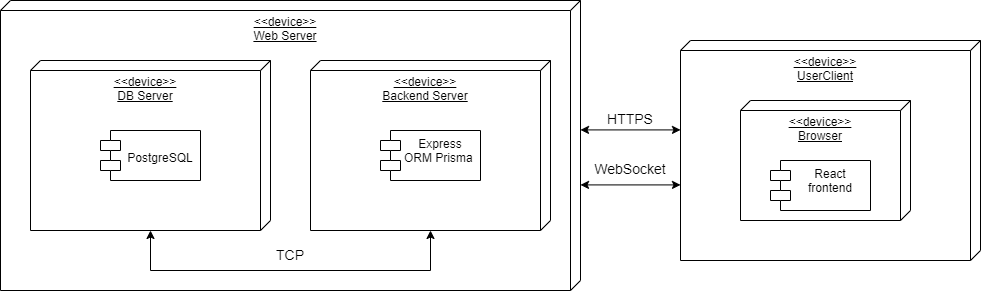 <<device>>
Web Server
<<device>>
DB Server
PostgreSQL
<<device>>
Backend Server
Express
ORM Prisma
TCP
HTTPS
WebSocket
<<device>>
UserClient
<<device>>
Browser
React
frontend